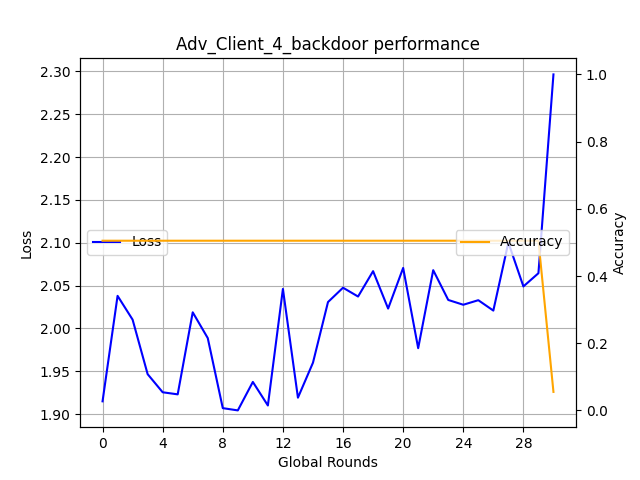 Adv_Client_4_backdoor performance
2.30
2.25
2.20
2.15
2.10
2.05
2.00
1.95
1.90
Loss
Loss
Accuracy
1.0
0.8
0.6
0.4
0.2
0.0
Accuracy
0 4 8 12 16 20 24 28
Global Rounds